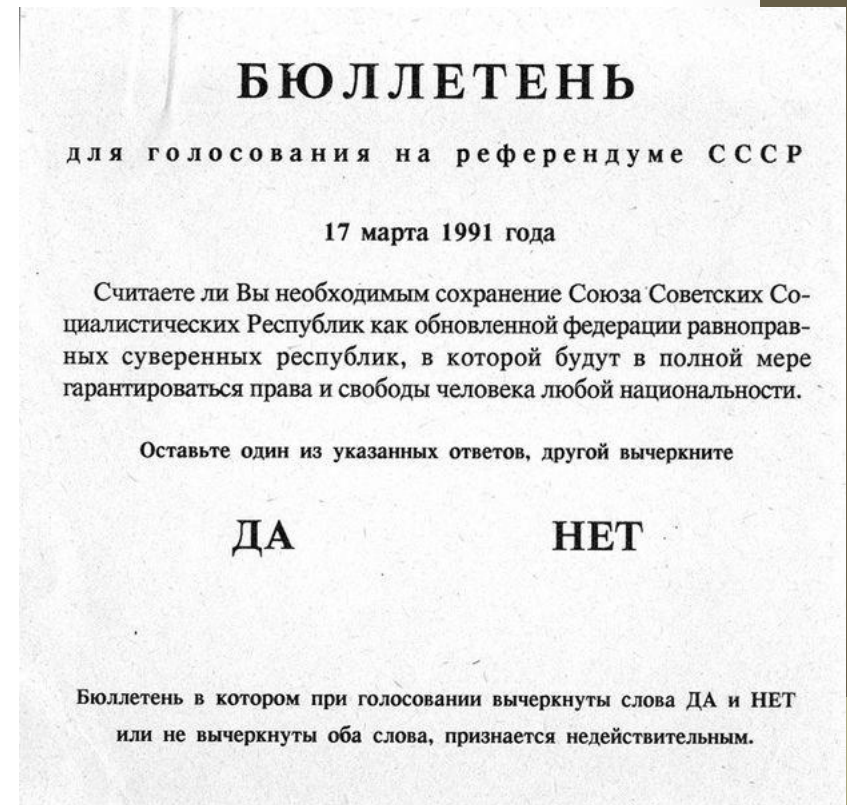 БЮЛЛЕТЕНЬ
для голосования на референдуме СССР
17 марта 1991 года
Считаете ли Вы необходимым сохранение Союза Советских Со-
циалистических Республик как обновленной федерации равноправ-
ных суверенных республик, в которой будут в полной мере
гарантироваться права и свободы человека любой национальности.
Оставьте один из указанных ответов, другой вычеркните
ДА НЕТ
Бюллетень в котором при голосовании вычеркнуты слова ДА и НЕТ
или не вычеркнуты оба слова, признается недействительным.